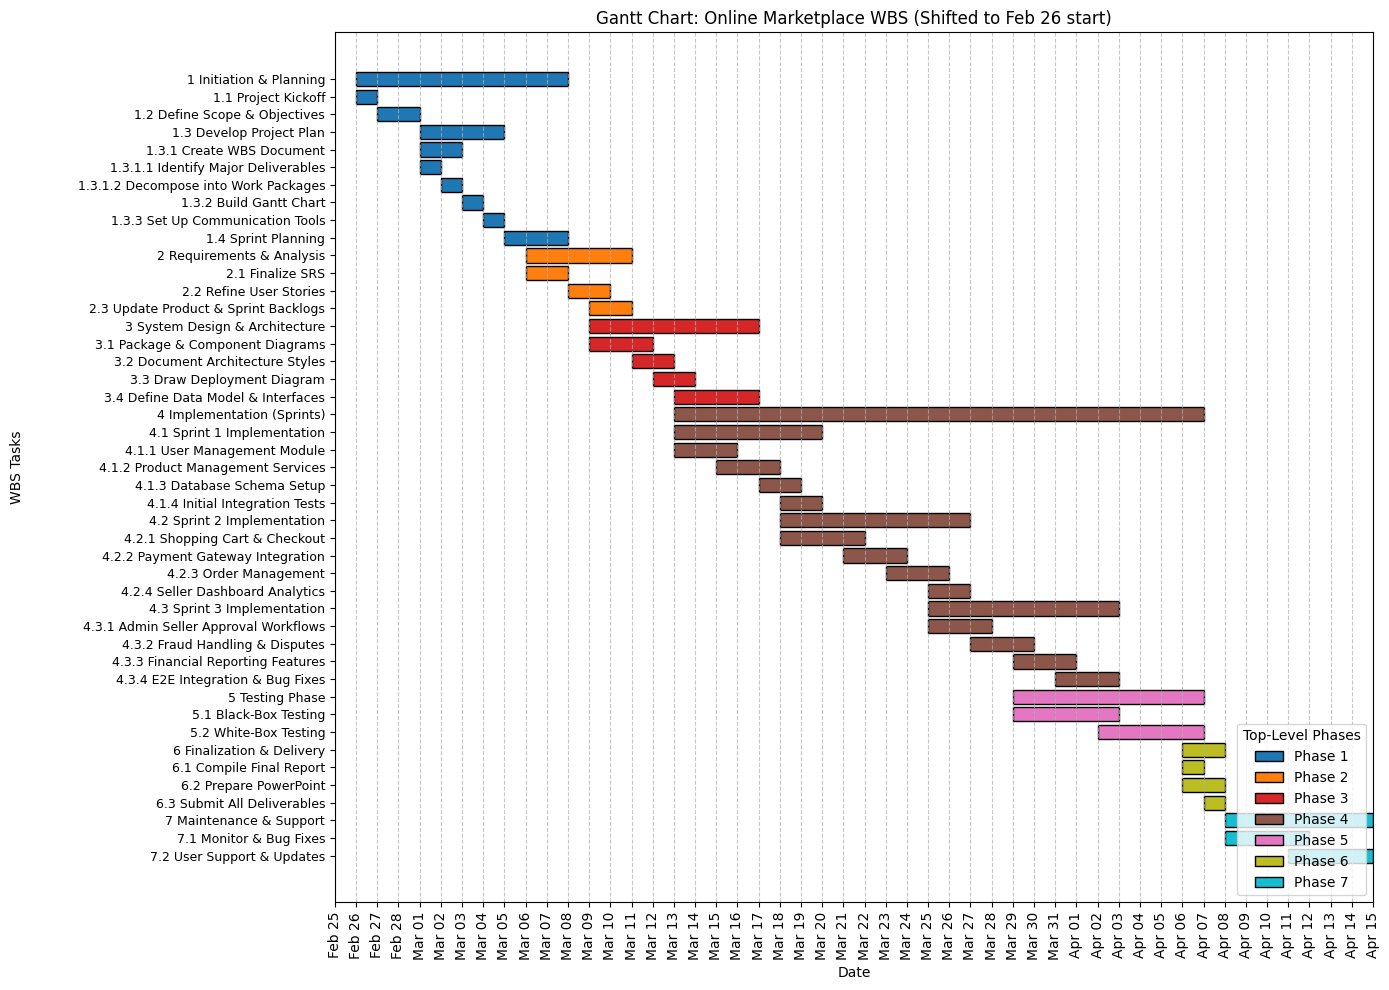 Gantt Chart: Online Marketplace WBS (Shifted to Feb 26 start)
WBS Tasks
1 Initiation & Planning
1.1 Project Kickoff
1.2 Define Scope & Objectives
1.3 Develop Project Plan
1.3.1 Create WBS Document
1.3.1.1 Identify Major Deliverables
1.3.1.2 Decompose into Work Packages
1.3.2 Build Gantt Chart
1.3.3 Set Up Communication Tools
1.4 Sprint Planning
2 Requirements & Analysis
2.1 Finalize SRS
2.2 Refine User Stories
2.3 Update Product & Sprint Backlogs
3 System Design & Architecture
3.1 Package & Component Diagrams
3.2 Document Architecture Styles
3.3 Draw Deployment Diagram
3.4 Define Data Model & Interfaces
4 Implementation (Sprints)
4.1 Sprint 1 Implementation
4.1.1 User Management Module
4.1.2 Product Management Services
4.1.3 Database Schema Setup
4.1.4 Initial Integration Tests
4.2 Sprint 2 Implementation
4.2.1 Shopping Cart & Checkout
4.2.2 Payment Gateway Integration
4.2.3 Order Management
4.2.4 Seller Dashboard Analytics
4.3 Sprint 3 Implementation
4.3.1 Admin Seller Approval Workflows
4.3.2 Fraud Handling & Disputes
4.3.3 Financial Reporting Features
4.3.4 E2E Integration & Bug Fixes
5 Testing Phase
5.1 Black-Box Testing
5.2 White-Box Testing
6 Finalization & Delivery
6.1 Compile Final Report
6.2 Prepare PowerPoint
6.3 Submit All Deliverables
7 Maintenance & Support
7.1 Monitor & Bug Fixes
7.2 User Support & Updates
Top-Level Phases
Phase 1
Phase 2
Phase 3
Phase 4
Phase 5
Phase 6
Phase 7
Feb 25
Feb 26
Feb 27
Feb 28
Mar 01
Mar 02
Mar 03
Mar 04
Mar 05
Mar 06
Mar 07
Mar 08
Mar 09
Mar 10
Mar 11
Mar 12
Mar 13
Mar 14
Mar 15
Mar 16
Mar 17
Mar 18
Mar 19
Mar 20
Mar 21
Mar 22
Mar 23
Mar 24
Mar 25
Mar 26
Mar 27
Mar 28
Mar 29
Mar 30
Mar 31
Apr 01
Apr 02
Apr 03
Apr 04
Apr 05
Apr 06
Apr 07
Apr 08
Apr 09
Apr 10
Apr 11
Apr 12
Apr 13
Apr 14
Apr 15
Date